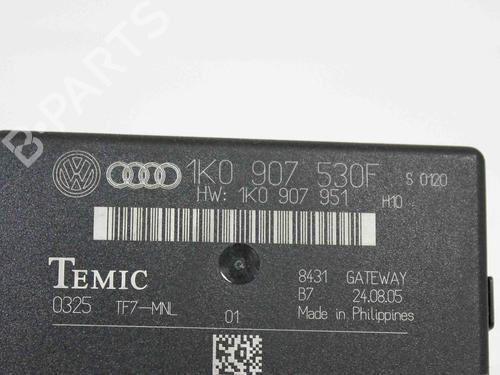 B-PARTS
1K0 907 530F S 0120
HW: 1K0 907 951 H10
TEMIC
0325 TF7-MNL 01
8431 GATEWAY
B7 24.08.05
Made in Philippines